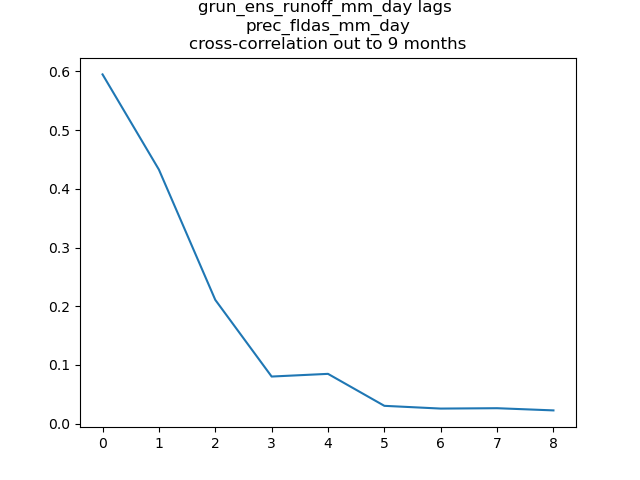 grun_ens_runoff_mm_day lags
prec_fldas_mm_day
cross-correlation out to 9 months
0.6
0.5
0.4
0.3
0.2
0.1
0.0
0 1 2 3 4 5 6 7 8